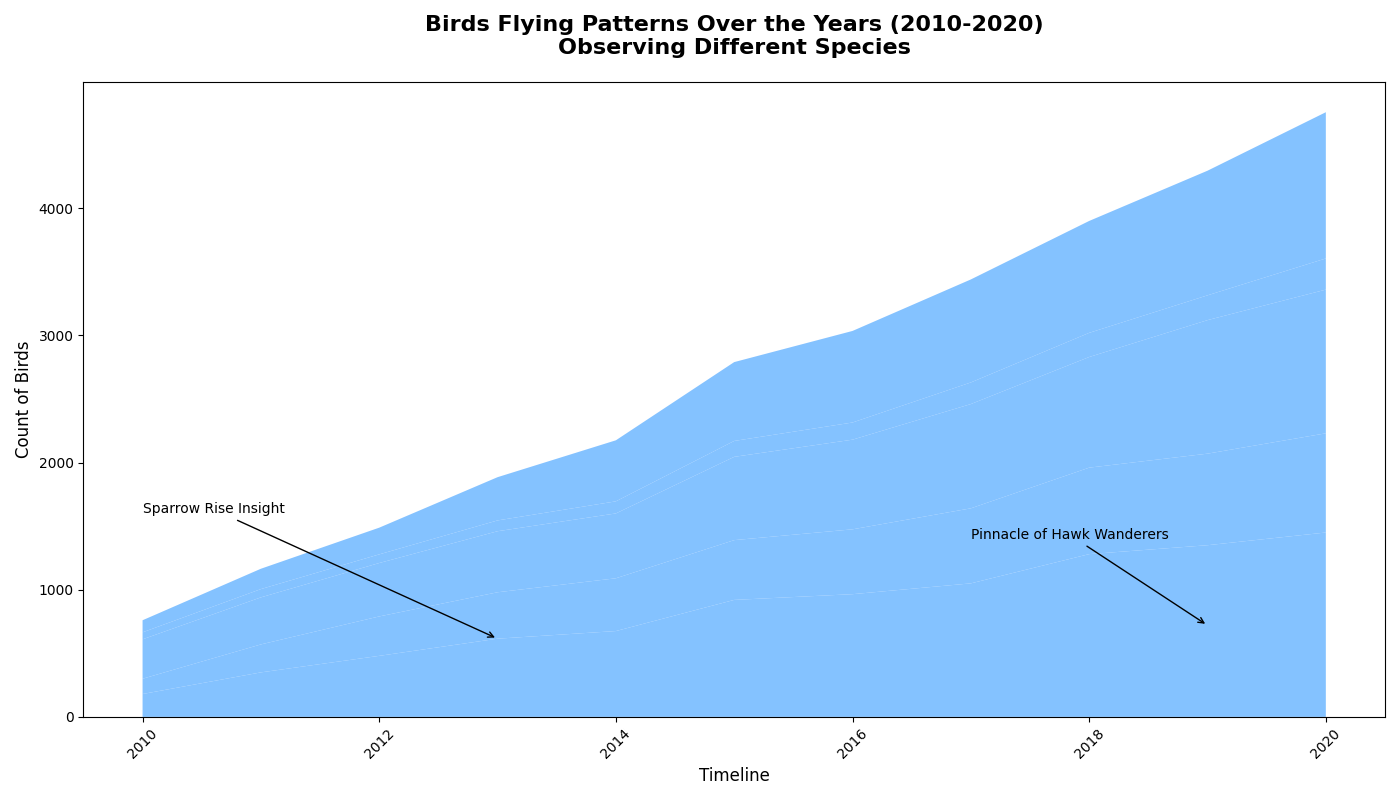 Birds Flying Patterns Over the Years (2010-2020)
Observing Different Species
Count of Birds
4000
3000
2000
1000
0
Sparrow Rise Insight
Pinnacle of Hawk Wanderers
2010
2012
2014
2016
2018
2020
Timeline